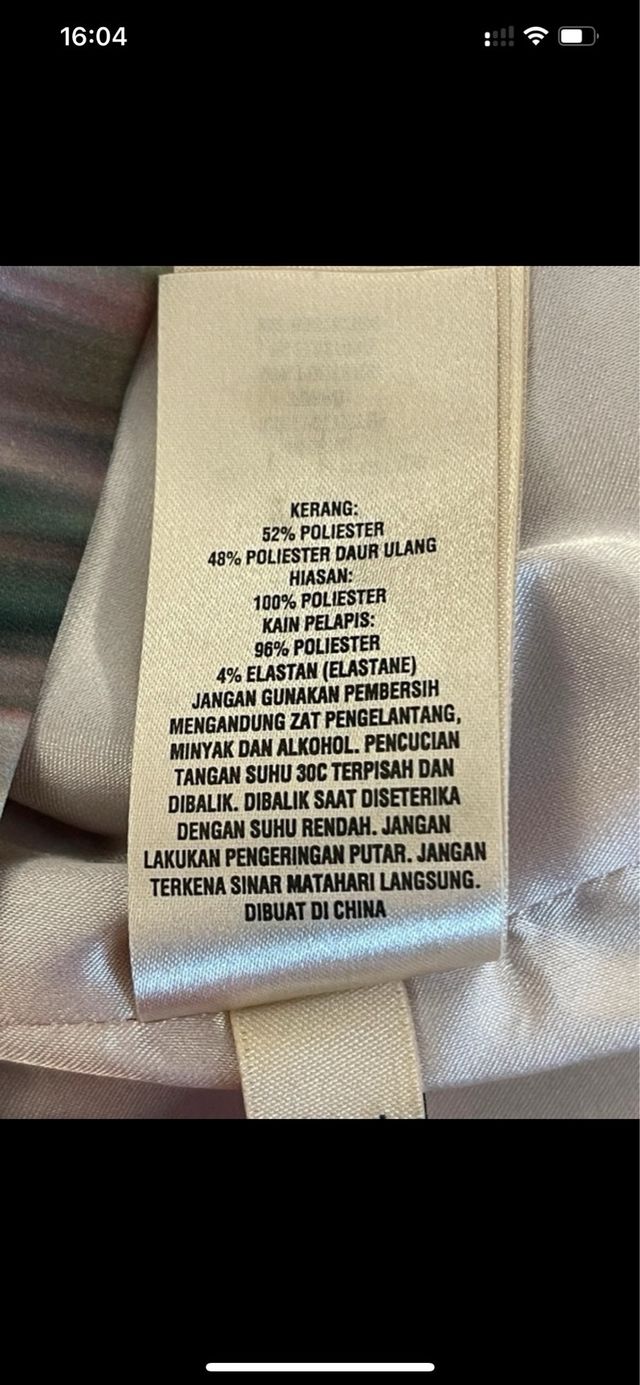 16:04
KERANG:
52% POLIESTER
48% POLIESTER DAUR ULANG
HIASAN:
100% POLIESTER
KAIN PELAPIS:
96% POLIESTER
4% ELASTAN (ELASTANE)
JANGAN GUNAKAN PEMBERSIH
MENGANDUNG ZAT PENGELANTANG,
MINYAK DAN ALKOHOL. PENCUCIAN
TANGAN SUHU 30C TERPISAH DAN
DIBALIK. DIBALIK SAAT DISETERIKA
DENGAN SUHU RENDAH. JANGAN
LAKUKAN PENGERINGAN PUTAR. JANGAN
TERKENA SINAR MATAHARI LANGSUNG.
DIBUAT DI CHINA